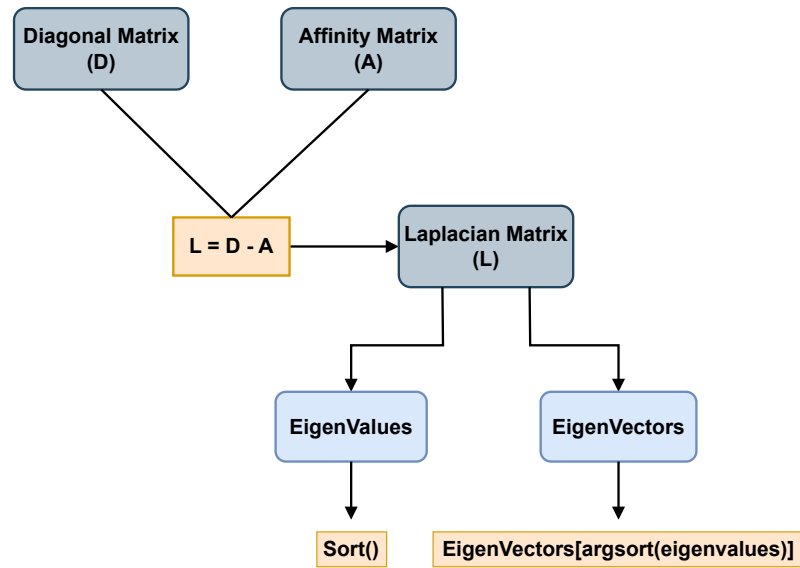 Diagonal Matrix
(D)
Affinity Matrix
(A)
L = D - A
Laplacian Matrix
(L)
EigenValues
EigenVectors
Sort()
EigenVectors[argsort(eigenvalues)]